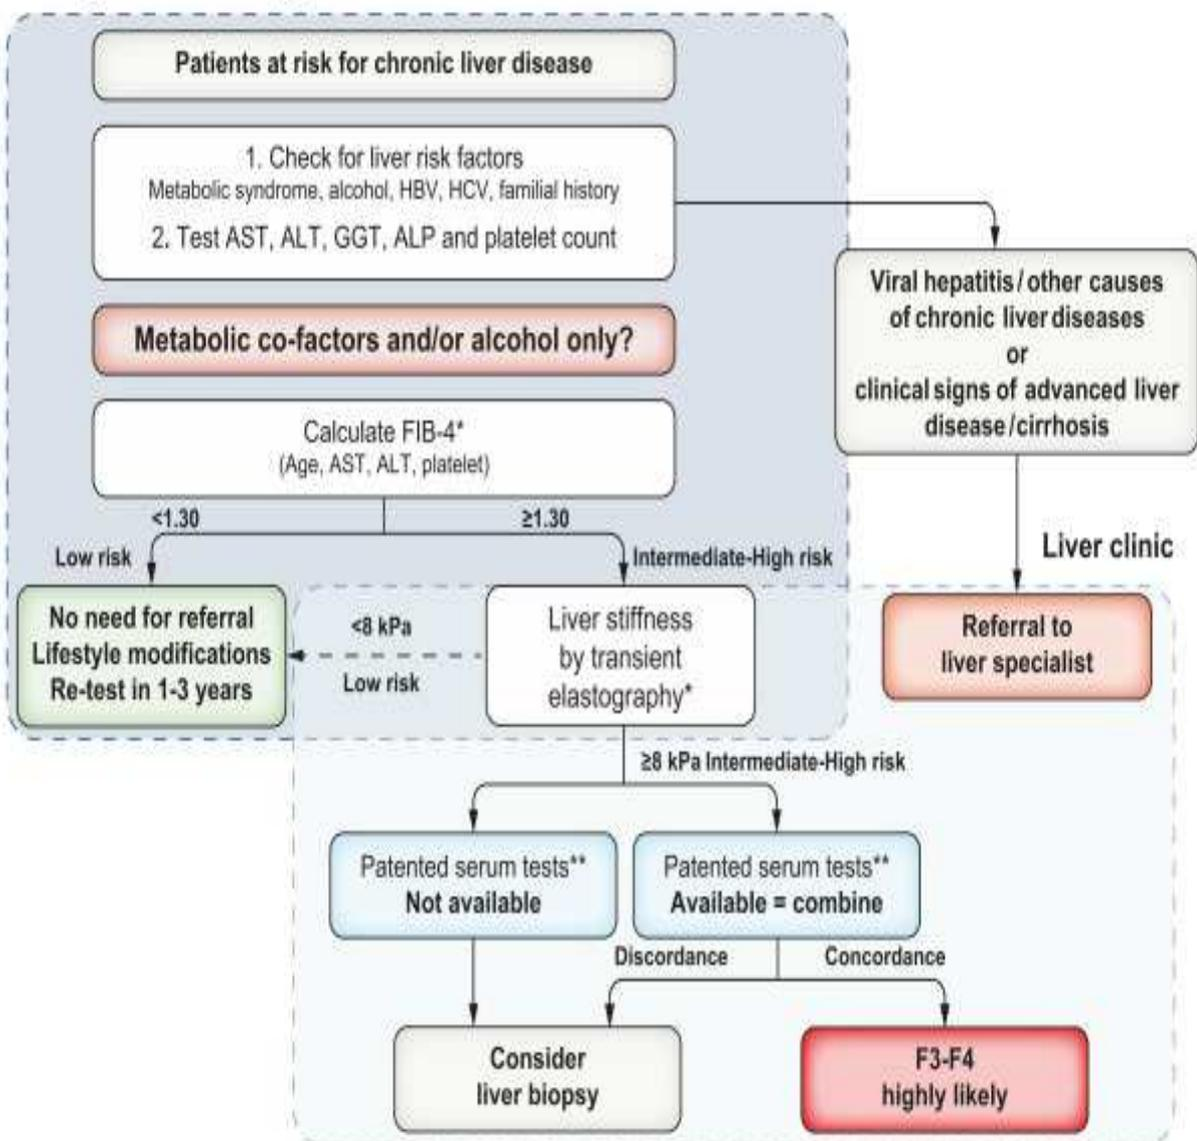 Patients at risk for chronic liver disease
1. Check for liver risk factors
Metabolic syndrome, alcohol, HBV, HCV, familial history
2. Test AST, ALT, GGT, ALP and platelet count
Viral hepatitis/other causes
of chronic liver diseases
or
clinical signs of advanced liver
disease/cirrhosis
Metabolic co-factors and/or alcohol only?
Calculate FIB-4*
(Age, AST, ALT, platelet)
<1.30
≥1.30
Low risk
Intermediate-High risk
Liver clinic
No need for referral
Lifestyle modifications
Re-test in 1-3 years
<8 kPa
Low risk
Liver stiffness
by transient
elastography*
Referral to
liver specialist
≥8 kPa Intermediate-High risk
Patented serum tests**
Not available
Patented serum tests**
Available = combine
Discordance
Concordance
Consider
liver biopsy
F3-F4
highly likely